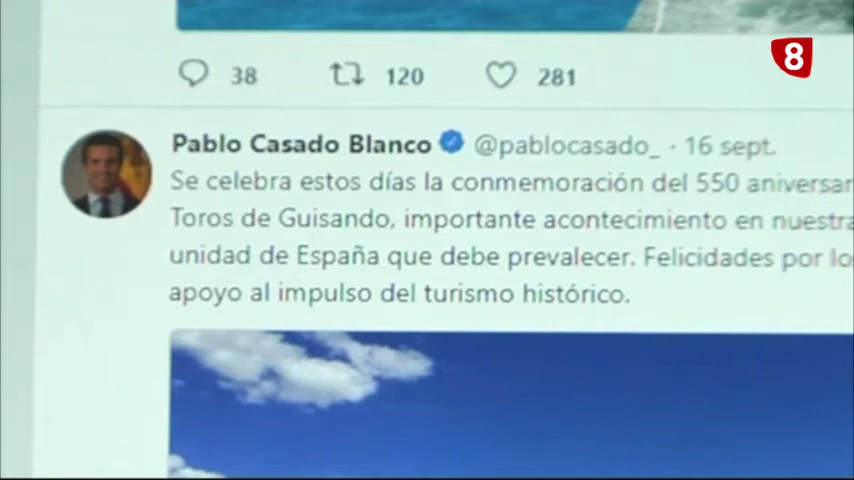 8
38 120 281
Pablo Casado Blanco @pablocasado_ · 16 sept.
Se celebra estos días la conmemoración del 550 aniversar
Toros de Guisando, importante acontecimiento en nuestra
unidad de España que debe prevalecer. Felicidades por lo
apoyo al impulso del turismo histórico.